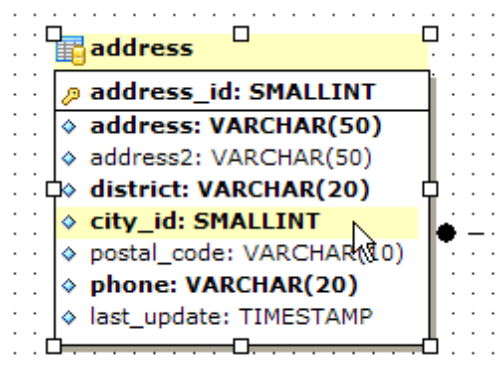 address
address_id: SMALLINT
address: VARCHAR(50)
address2: VARCHAR(50)
district: VARCHAR(20)
city_id: SMALLINT
postal_code: VARCHAR(10)
phone: VARCHAR(20)
last_update: TIMESTAMP